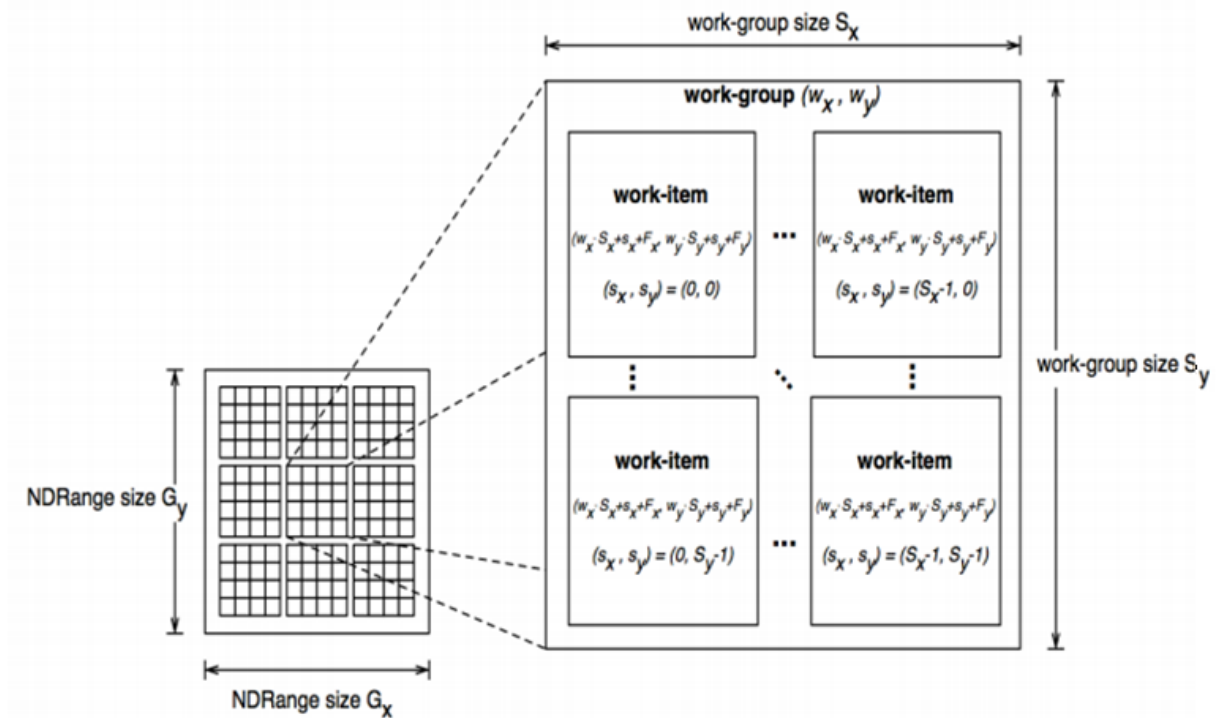 work-group size Sx
work-group (wx , wy)
work-item
(wx· Sx+sx+Fx, wy· Sy+sy+Fy)
(sx , sy) = (0, 0)
...
work-item
(wx· Sx+sx+Fx, wy· Sy+sy+Fy)
(sx , sy) = (Sx-1, 0)
work-group size Sy
work-item
(wx· Sx+sx+Fx, wy· Sy+sy+Fy)
(sx , sy) = (0, Sy-1)
...
work-item
(wx· Sx+sx+Fx, wy· Sy+sy+Fy)
(sx , sy) = (Sx-1, Sy-1)
NDRange size Gy
NDRange size Gx